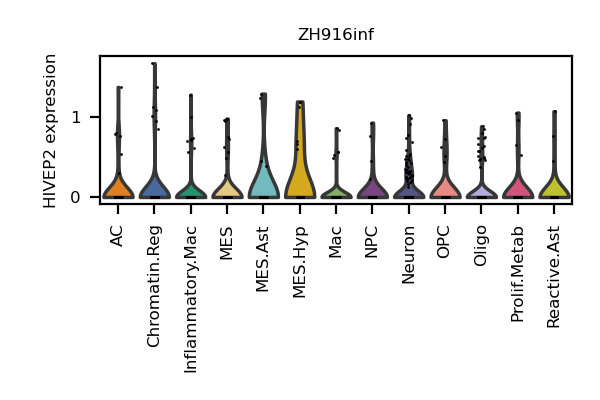 ZH916inf
HIVEP2 expression
1
0
AC
Chromatin.Reg
Inflammatory.Mac
MES
MES.Ast
MES.Hyp
Mac
NPC
Neuron
OPC
Oligo
Prolif.Metab
Reactive.Ast